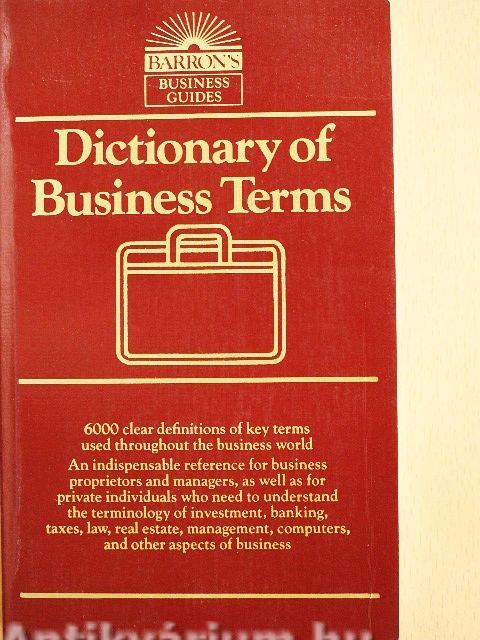 BARRON'S
BUSINESS
GUIDES
Dictionary of
Business Terms
6000 clear definitions of key terms
used throughout the business world
An indispensable reference for business
proprietors and managers, as well as for
private individuals who need to understand
the terminology of investment, banking,
taxes, law, real estate, management, computers,
and other aspects of business
Antikvárium.hu